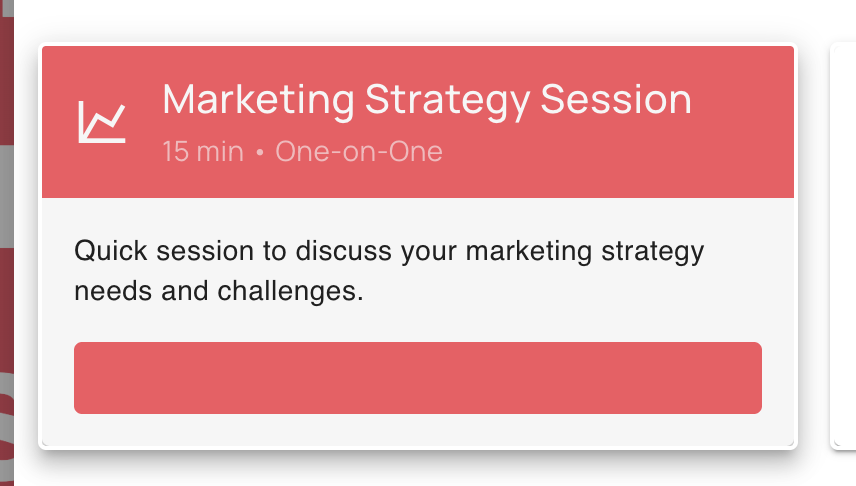 Marketing Strategy Session
15 min • One-on-One
Quick session to discuss your marketing strategy
needs and challenges.